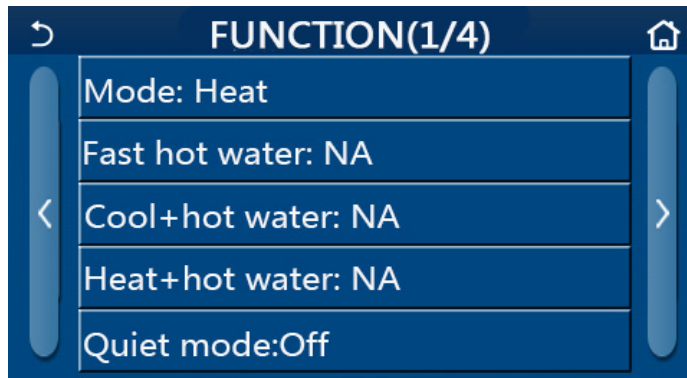 FUNCTION(1/4)
Mode: Heat
Fast hot water: NA
Cool+hot water: NA
Heat+hot water: NA
Quiet mode:Off